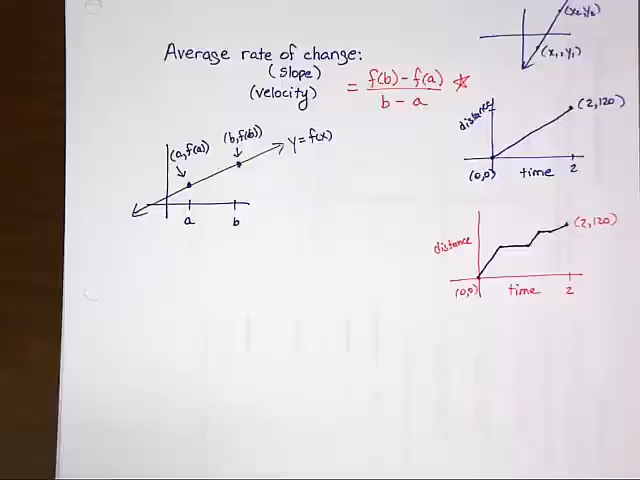 (x₂,y₂)
(x₁,y₁)
Average rate of change:
(slope)
(velocity)
= f(b) - f(a) / b - a
(a,f(a))
(b,f(b))
y=f(x)
a
b
distance
(2,120)
(0,0)
time
2
distance
(2,120)
(0,0)
time
2